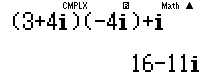 CMPLX R Math ▲
(3+4i)(-4i)+i
16-11i